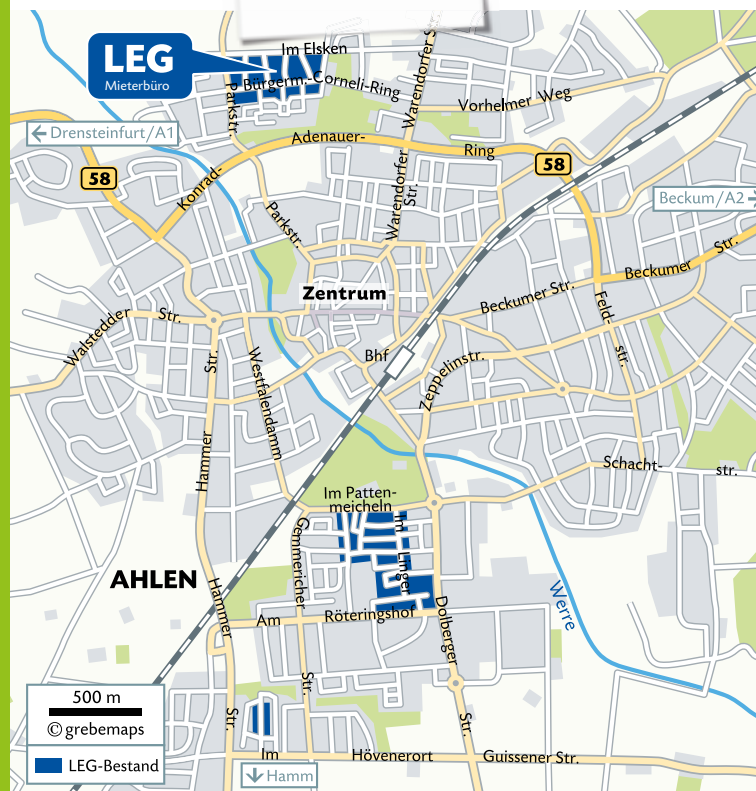 LEG
Mieterbüro
Im Elsken
Bürgerm.-Corneli-Ring
Parkstr.
Warendorfer Str.
Vorhelmer Weg
← Drensteinfurt/A1
Adenauer-
Ring
58
58
Konrad-
Parkstr.
Warendorfer
Str.
Beckum/A2 →
Zentrum
Beckumer Str.
Beckumer
Str.
Feld-
str.
Walstedder
Str.
Bhf
Zeppelinstr.
Westfalendamm
Hammer
Str.
Schacht-
str.
Im Patten-
meicheln
Im
Linger
Gemmericher
Str.
AHLEN
Hammer
Str.
Am
Röteringshof
Dolberger
Str.
Werre
500 m
© grebemaps
LEG-Bestand
Im
Hövenerort
Guissener Str.
↓ Hamm